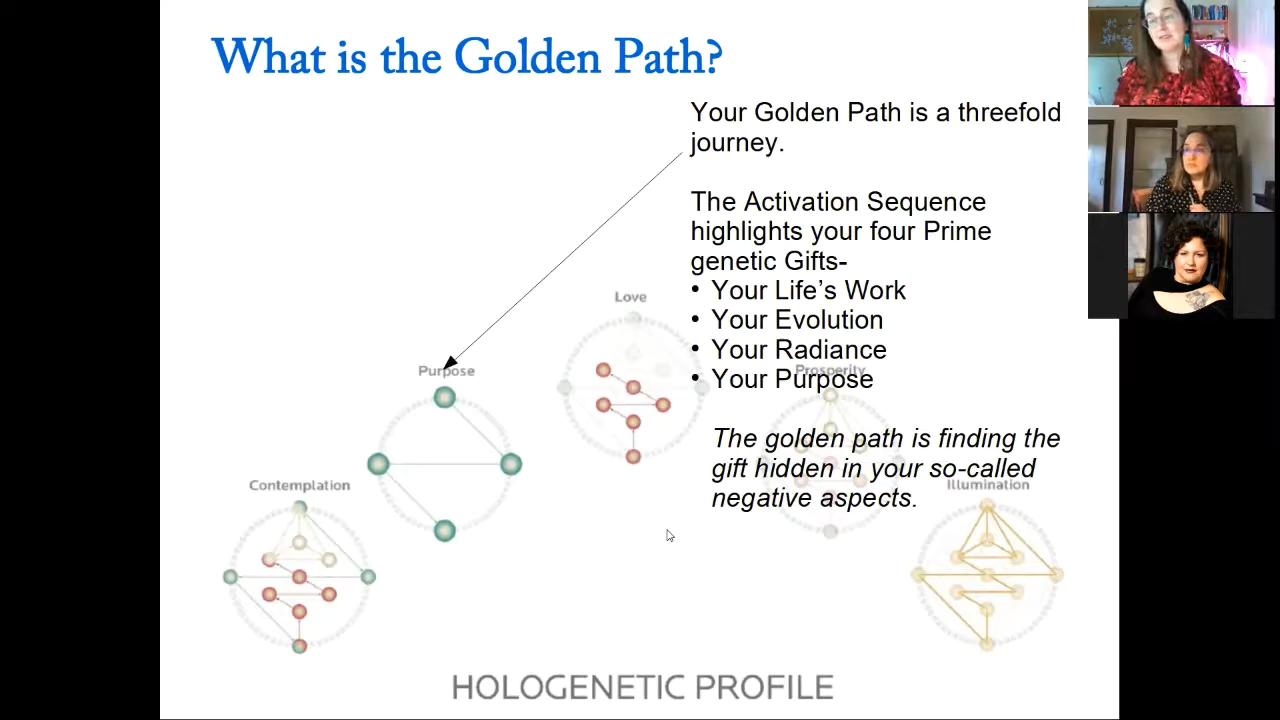 What is the Golden Path?
Your Golden Path is a threefold
journey.
The Activation Sequence
highlights your four Prime
genetic Gifts-
• Your Life’s Work
• Your Evolution
• Your Radiance
• Your Purpose
The golden path is finding the
gift hidden in your so-called
negative aspects.
Contemplation
Purpose
Love
Prosperity
Illumination
HOLOGENETIC PROFILE